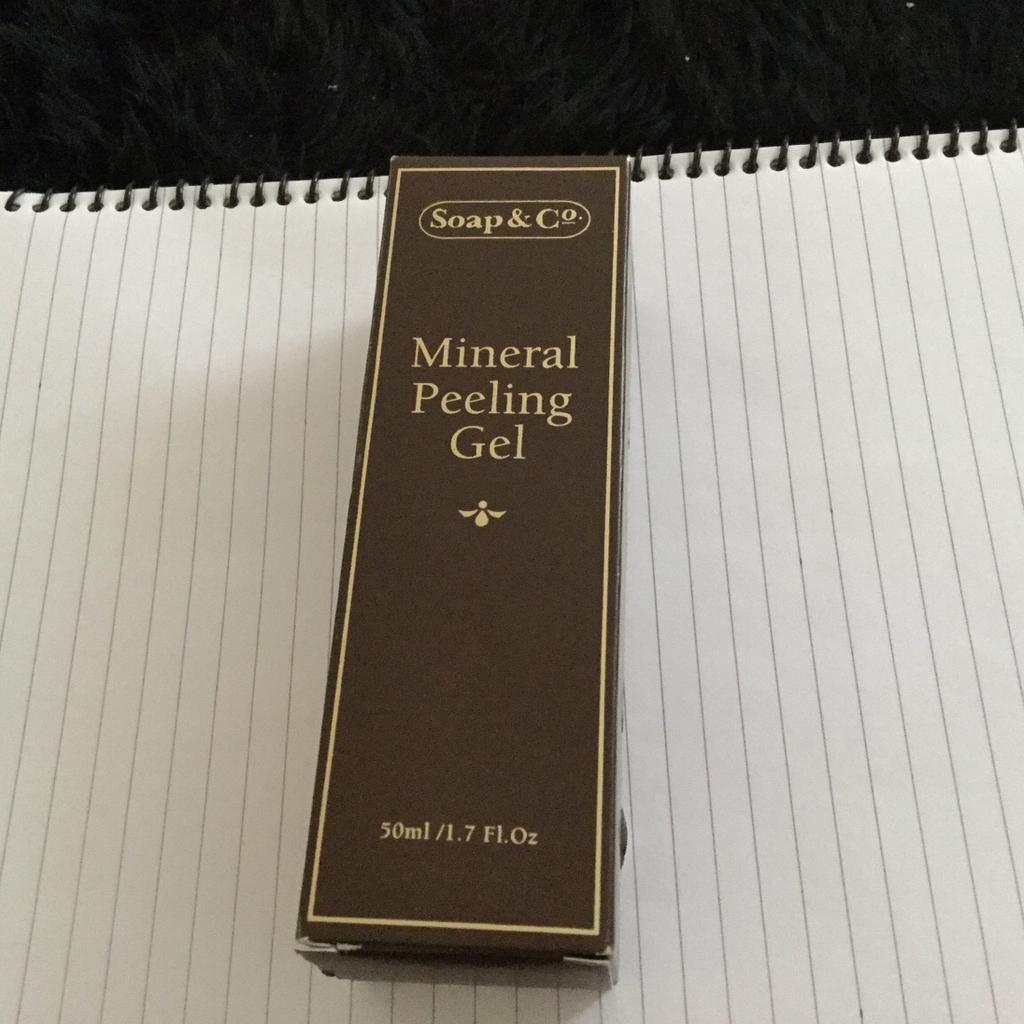 Soap & Co.
Mineral
Peeling
Gel
50ml /1.7 Fl.Oz